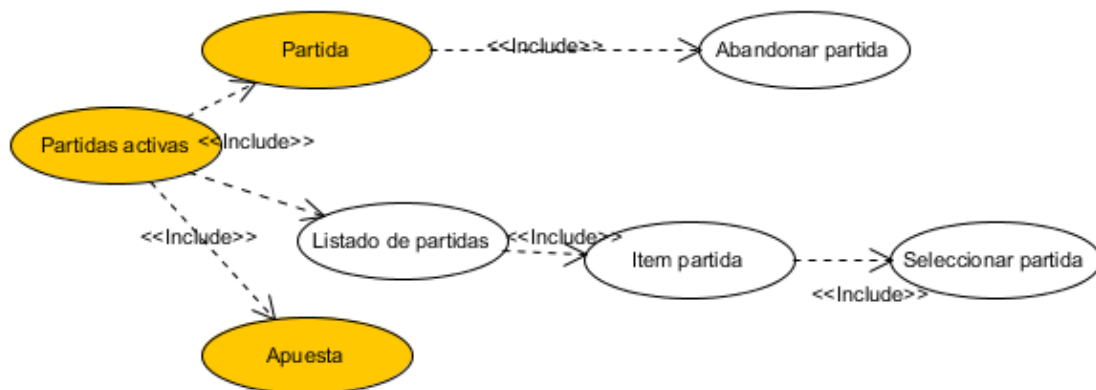 Partida
<<Include>>
Abandonar partida
Partidas activas
<<Include>>
<<Include>>
Listado de partidas
<<Include>>
Item partida
Seleccionar partida
<<Include>>
Apuesta